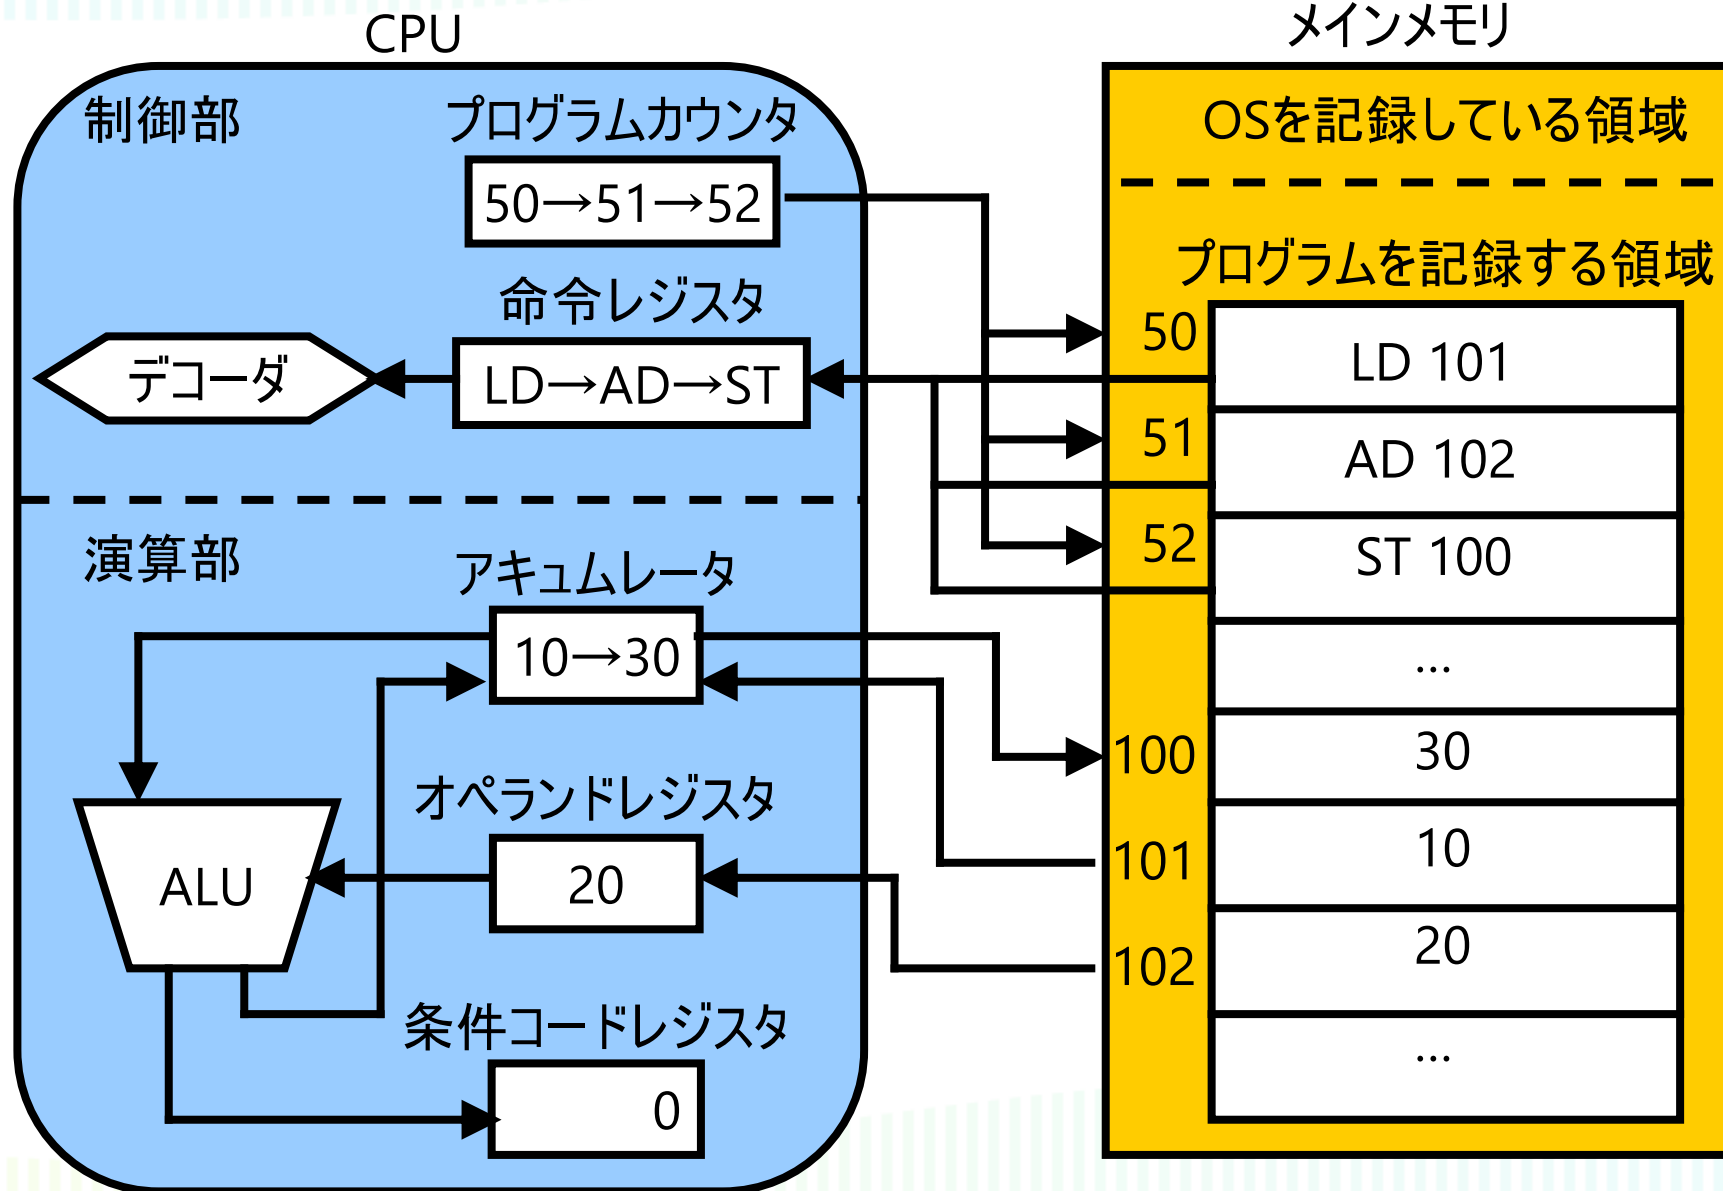 CPU
制御部
プログラムカウンタ
50→51→52
命令レジスタ
デコーダ
LD→AD→ST
演算部
アキュムレータ
10→30
オペランドレジスタ
ALU
20
条件コードレジスタ
0
メインメモリ
OSを記録している領域
プログラムを記録する領域
50
LD 101
51
AD 102
52
ST 100
…
100
30
101
10
102
20
…